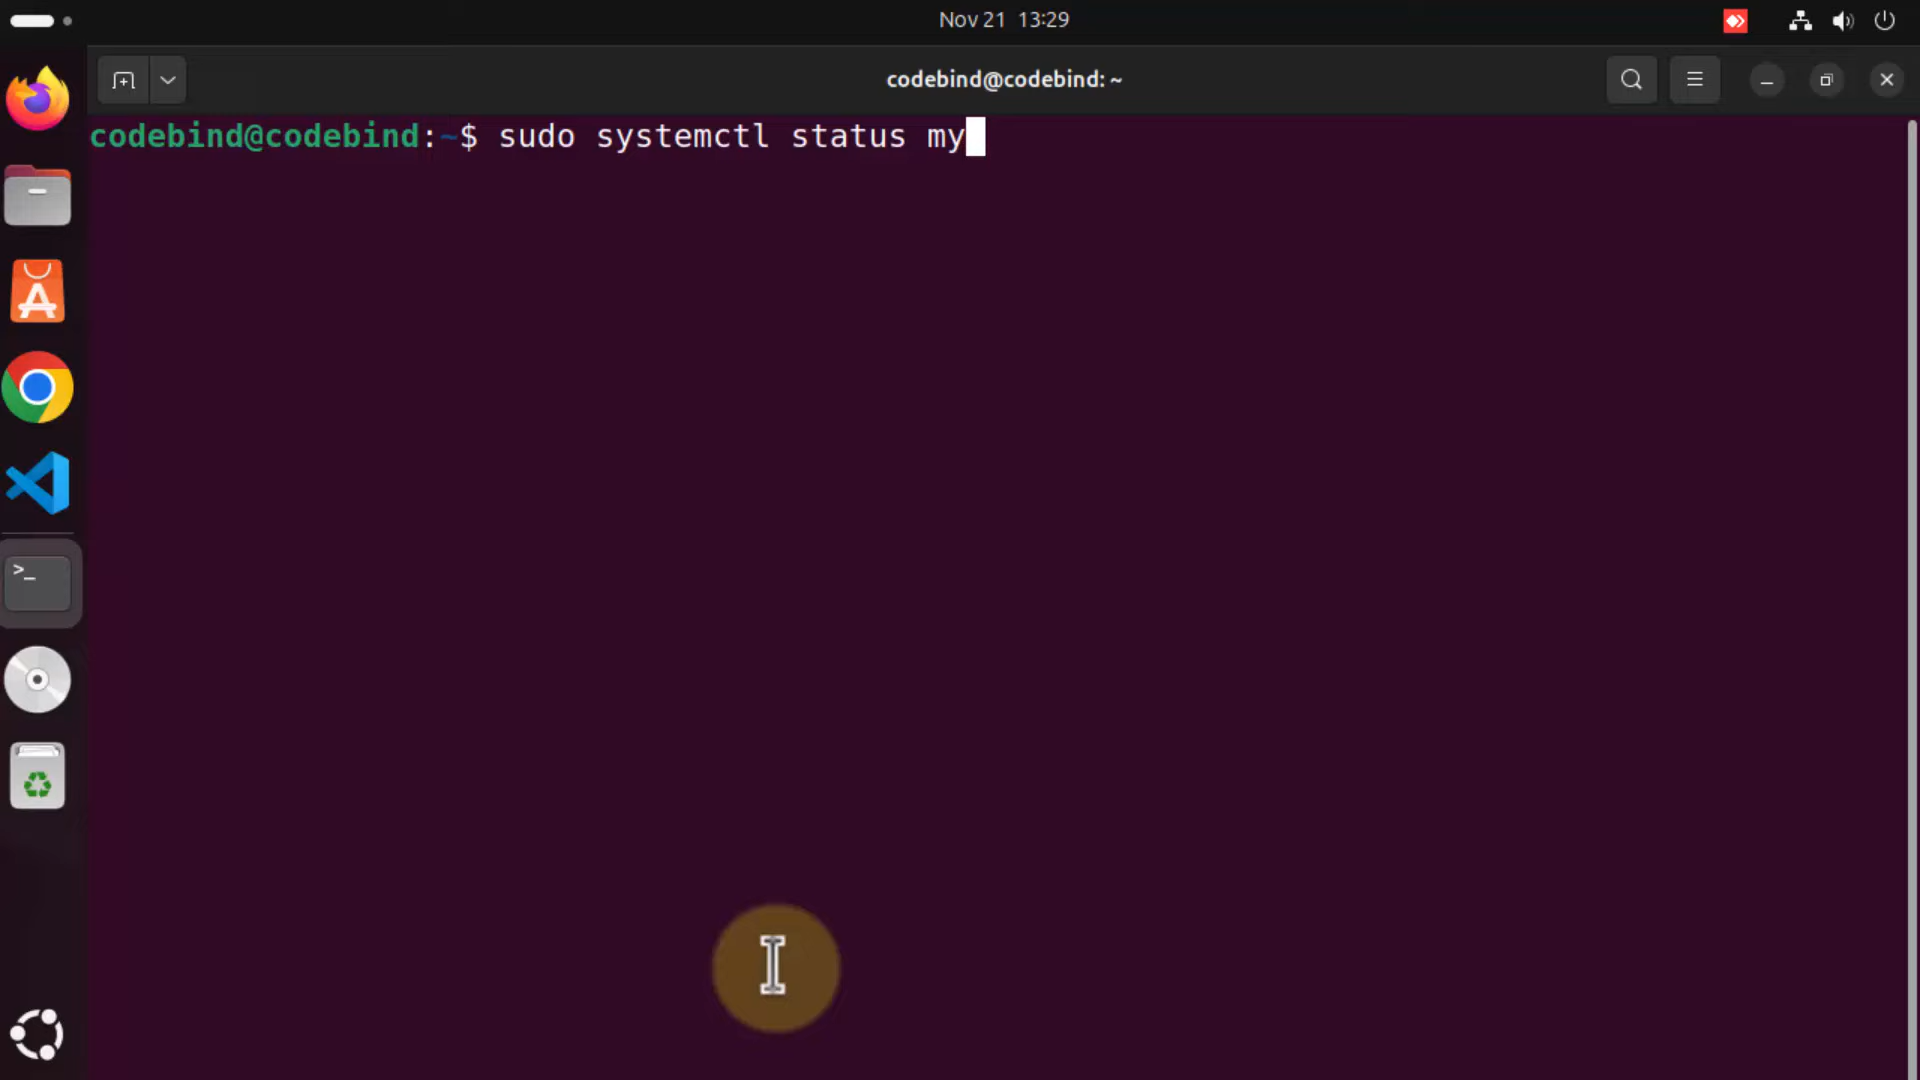 Nov 21 13:29
codebind@codebind: ~
codebind@codebind:~$ sudo systemctl status my
>_